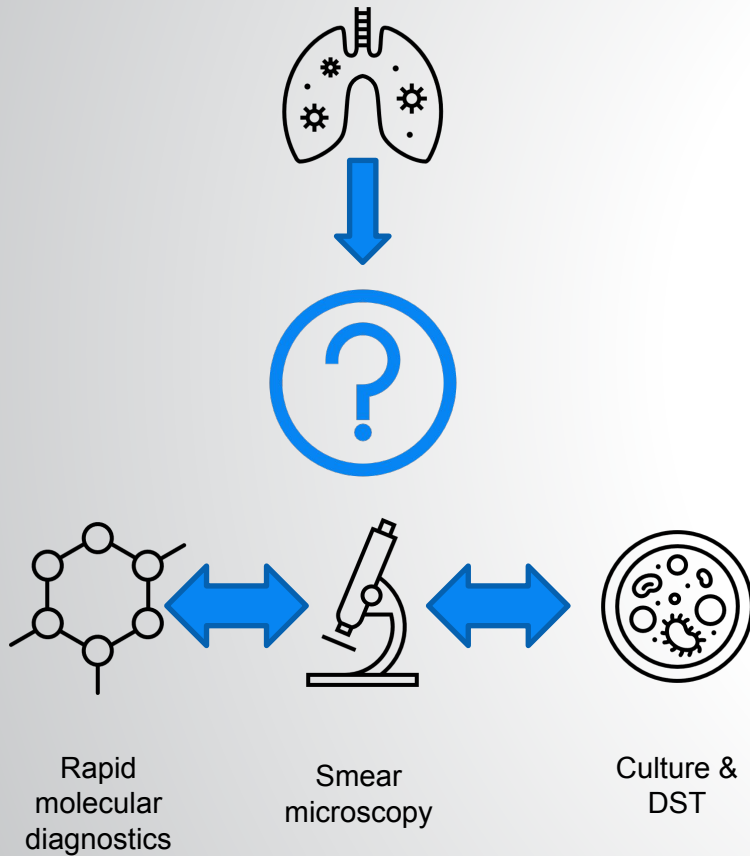 ?
Rapid
molecular
diagnostics
Smear
microscopy
Culture &
DST